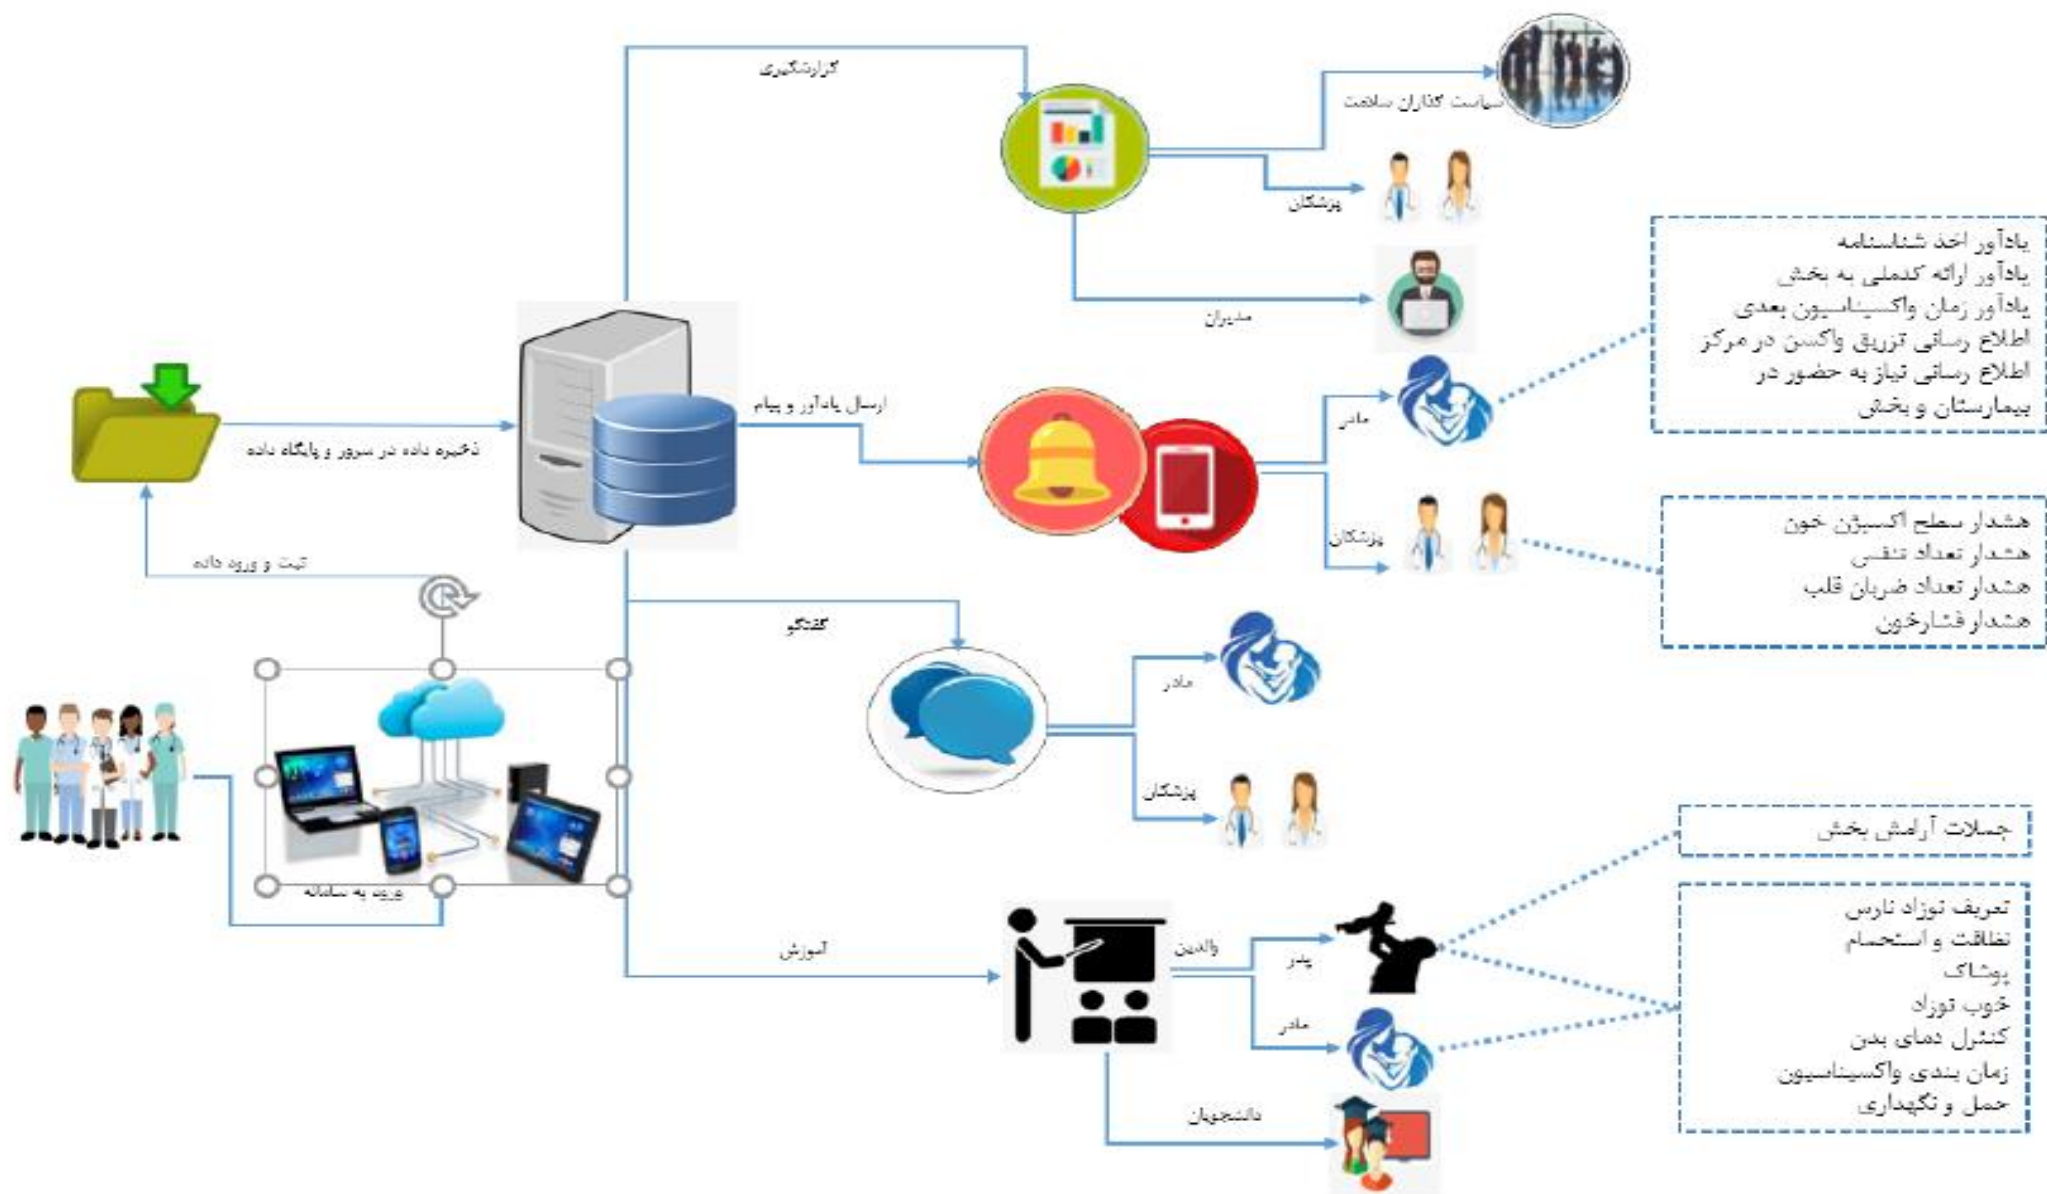 گزارشگیری
سیاست گذاران سلامت
پزشکان
مدیران
یادآور اخذ شناسنامه
یادآور ارائه کدملی به بخش
یادآور زمان واکسیناسیون بعدی
اطلاع رسانی تزریق واکسن در مرکز
اطلاع رسانی نیاز به حضور در
بیمارستان و بخش
ارسال یادآور و پیام
مادر
پزشکان
هشدار سطح اکسیژن خون
هشدار تعداد تنفس
هشدار تعداد ضربان قلب
هشدار فشارخون
ذخیره داده در سرور و پایگاه داده
ثبت و ورود داده
ورود به سامانه
گفتگو
مادر
پزشکان
آموزش
والدین
پدر
مادر
دانشجویان
جملات آرامش بخش
تعریف نوزاد نارس
نظافت و استحمام
پوشاک
خوب نوزاد
کنترل دمای بدن
زمان بندی واکسیناسیون
حمل و نگهداری